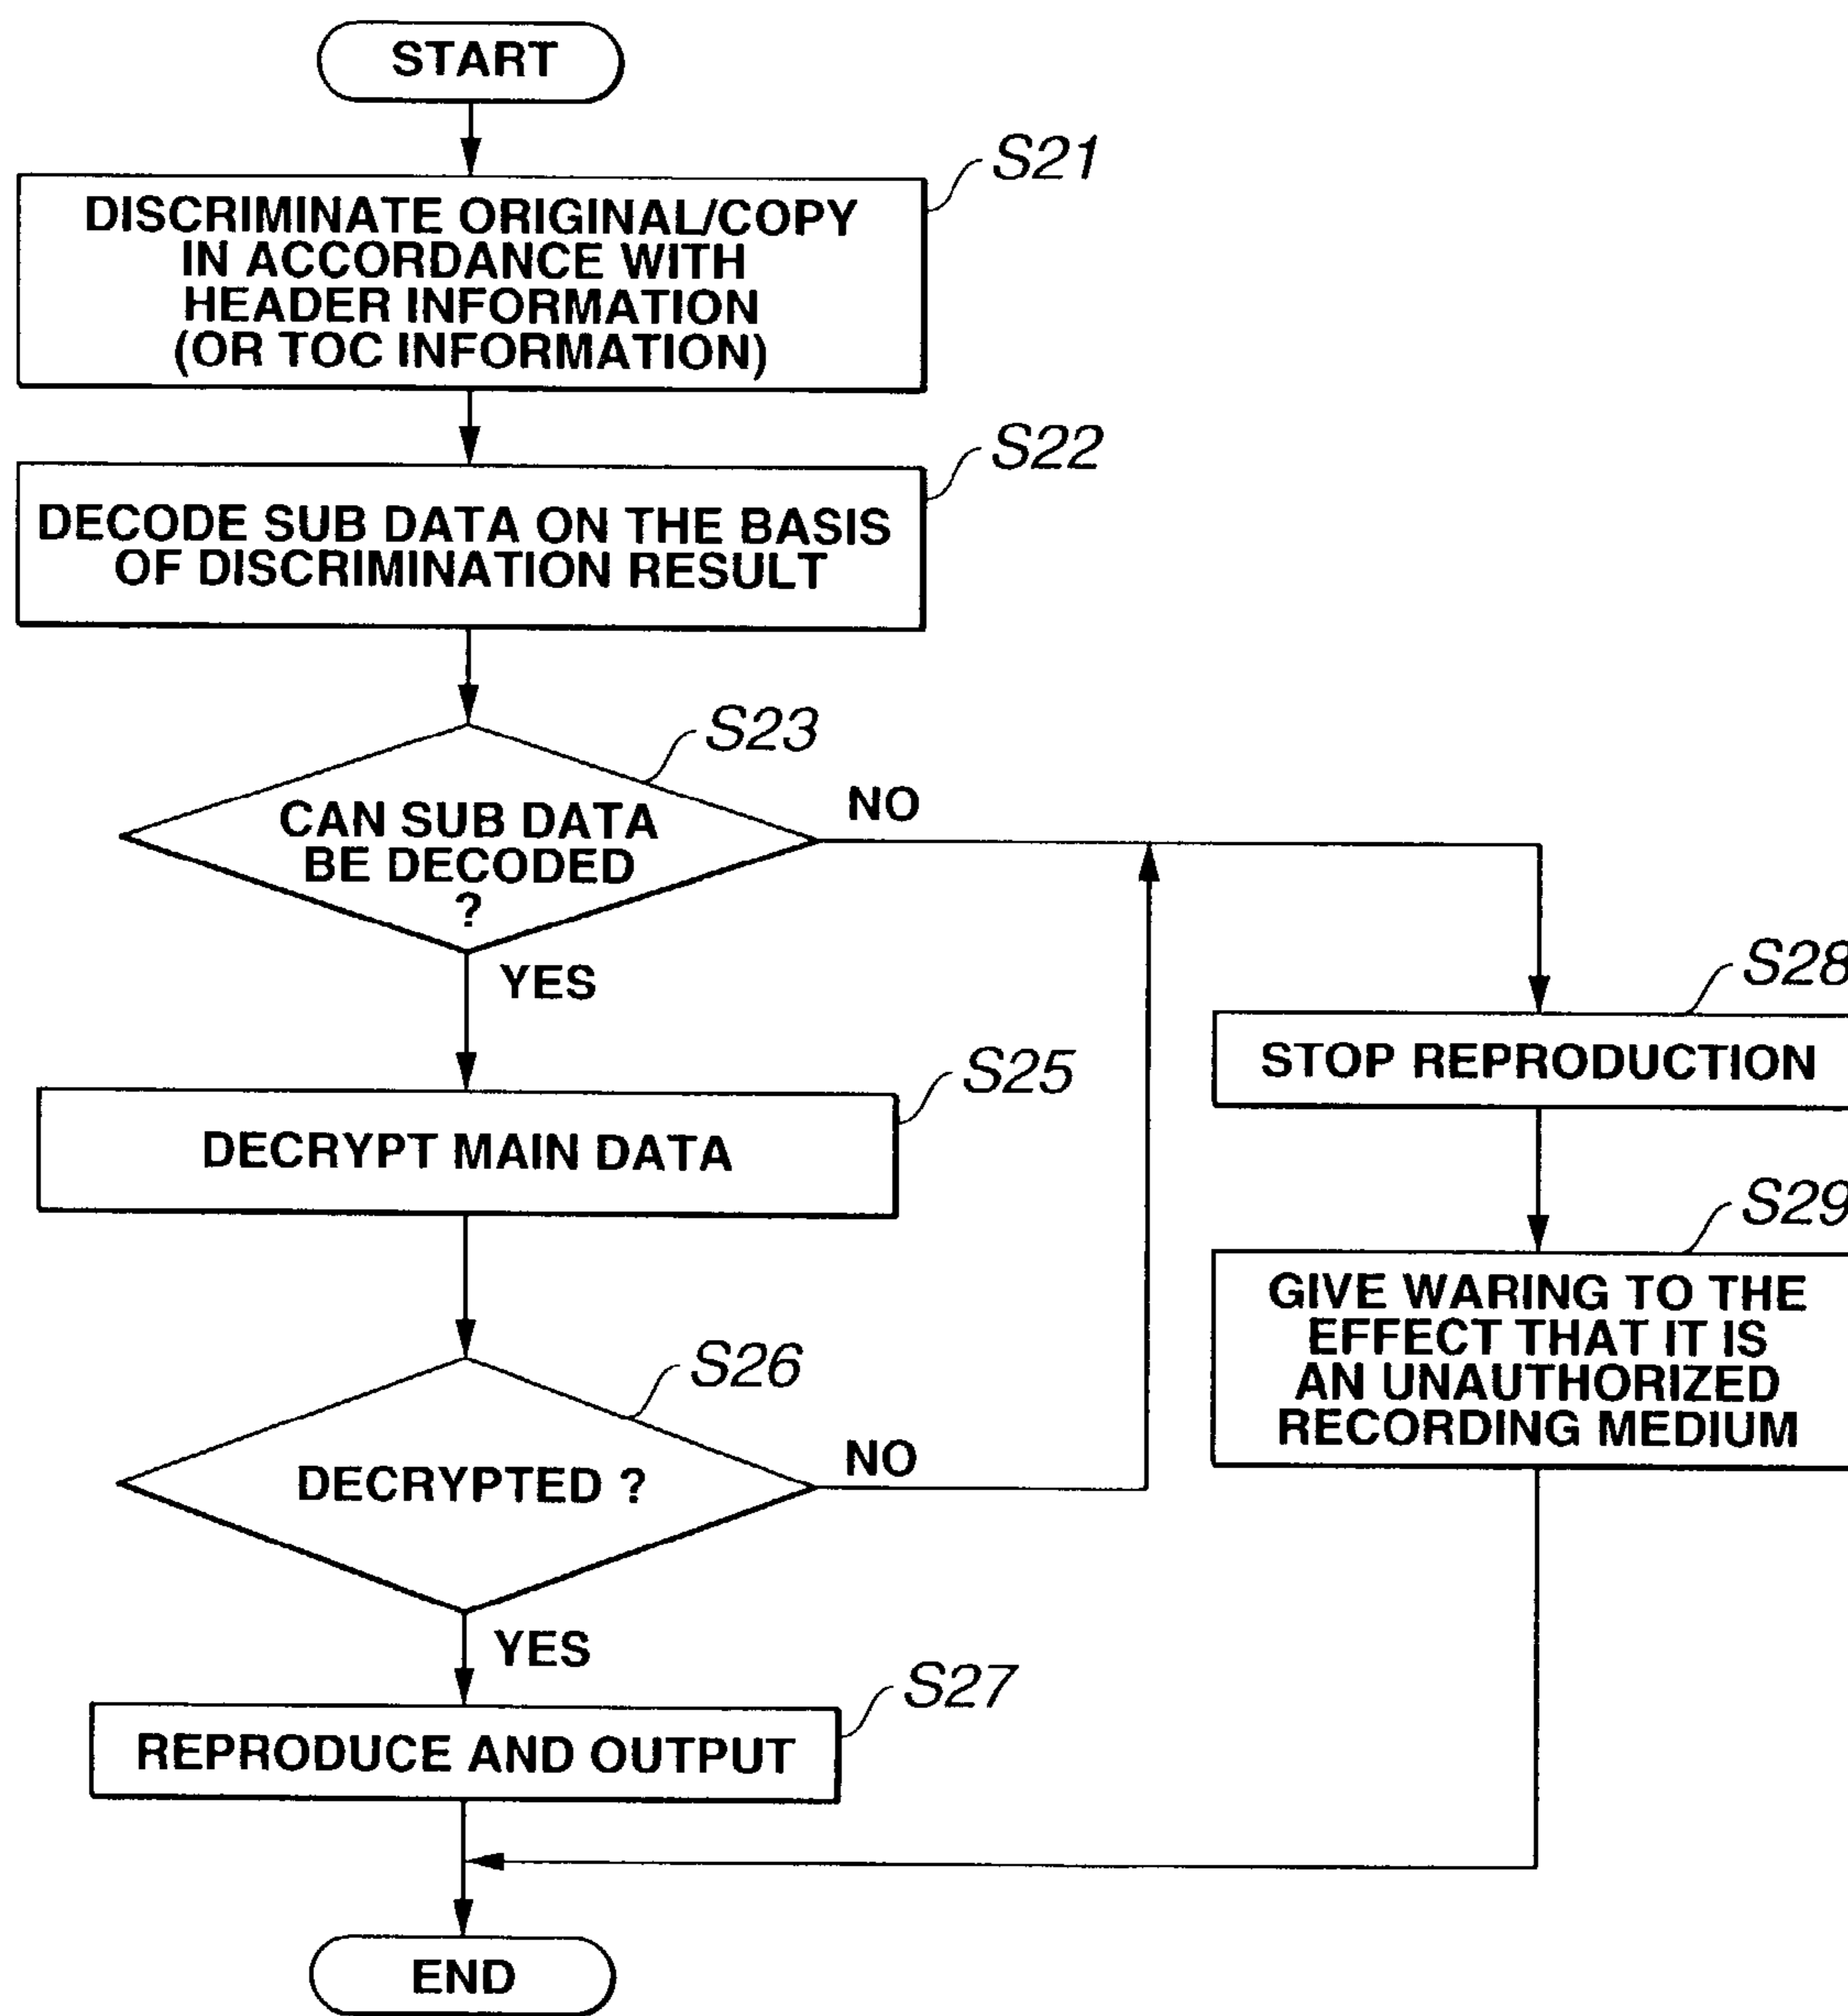 START
S21
DISCRIMINATE ORIGINAL/COPY
IN ACCORDANCE WITH
HEADER INFORMATION
(OR TOC INFORMATION)
S22
DECODE SUB DATA ON THE BASIS
OF DISCRIMINATION RESULT
S23
CAN SUB DATA
BE DECODED
?
NO
YES
S25
DECRYPT MAIN DATA
S26
DECRYPTED ?
NO
YES
S27
REPRODUCE AND OUTPUT
S28
STOP REPRODUCTION
S29
GIVE WARING TO THE
EFFECT THAT IT IS
AN UNAUTHORIZED
RECORDING MEDIUM
END